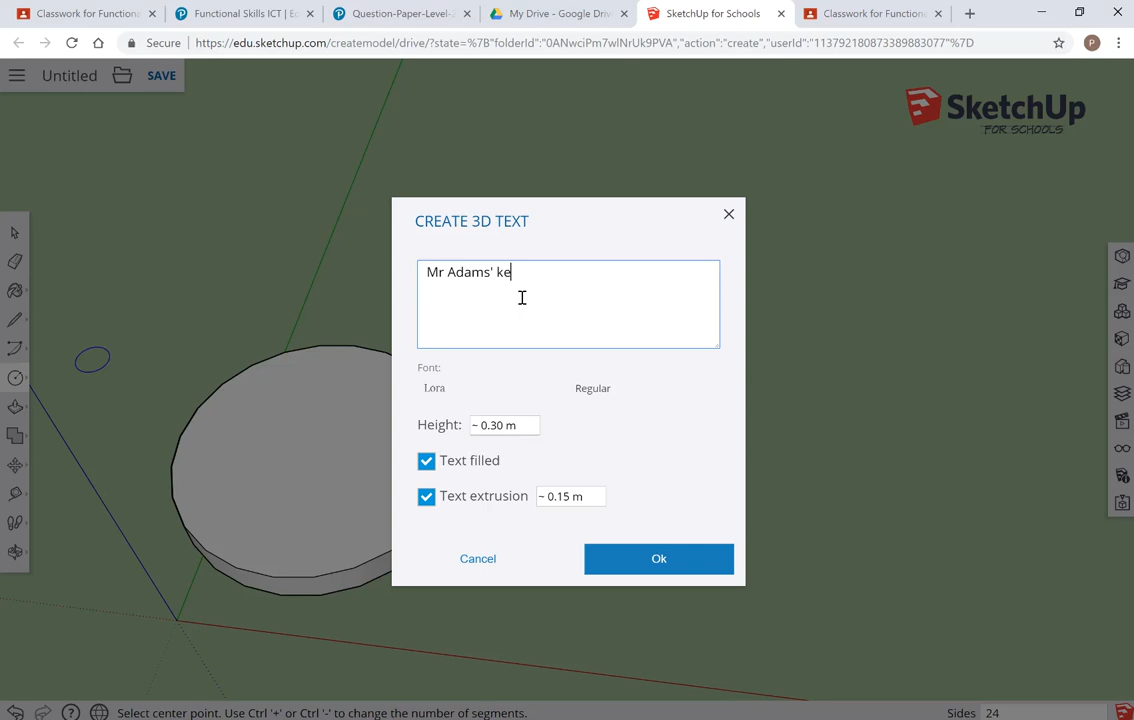 Classwork for Functiona
Functional Skills ICT | Ed
Question-Paper-Level-
My Drive - Google Driv
SketchUp for Schools
Classwork for Functiona
Secure
https://edu.sketchup.com/createmodel/drive/?state=%7B"folderId":"0ANwciPm7wlNrUk9PVA","action":"create","userId":"113792180873389883077"%7D
P
Untitled
SAVE
SketchUp
FOR SCHOOLS
CREATE 3D TEXT
Mr Adams' ke
Font:
Lora
Regular
Height: ~ 0.30 m
Text filled
Text extrusion ~ 0.15 m
Cancel
Ok
Select center point. Use Ctrl '+' or Ctrl '-' to change the number of segments.
Sides 24